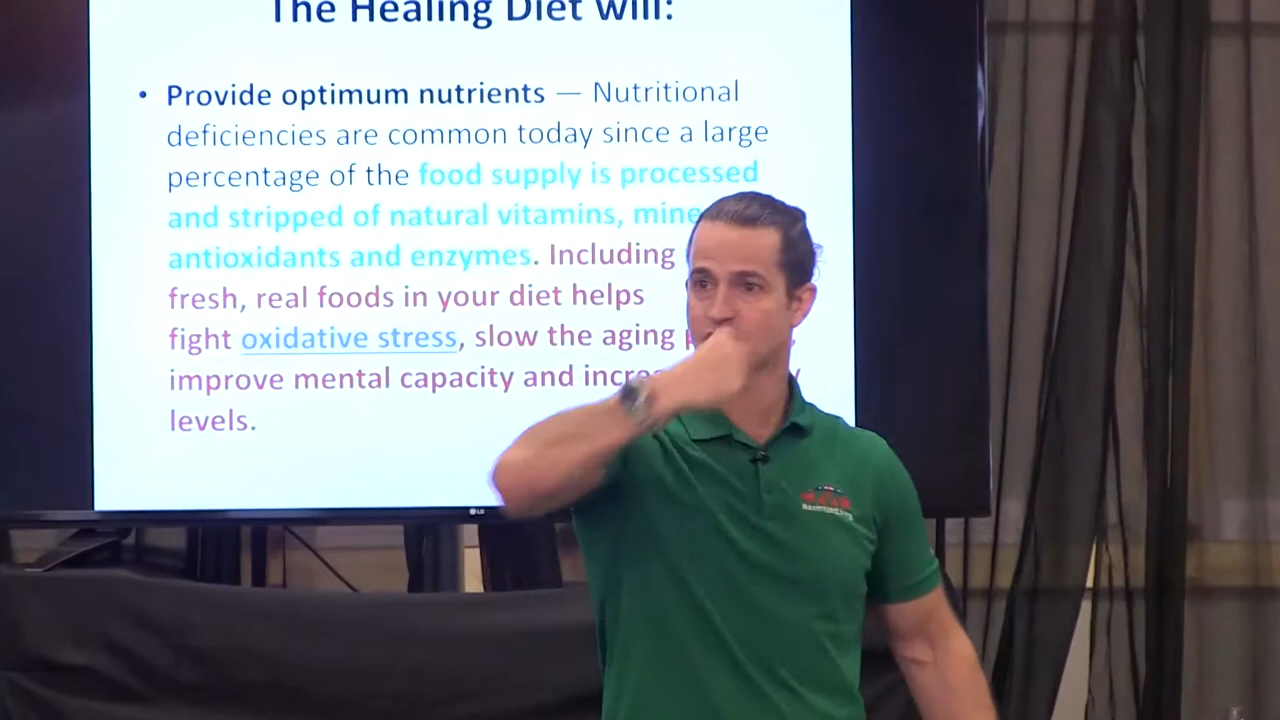 The Healing Diet will:
• Provide optimum nutrients — Nutritional
deficiencies are common today since a large
percentage of the food supply is processed
and stripped of natural vitamins,
antioxidants and enzymes. Including
fresh, real foods in your diet helps
fight oxidative stress, slow the aging
improve mental capacity and
levels.
LG